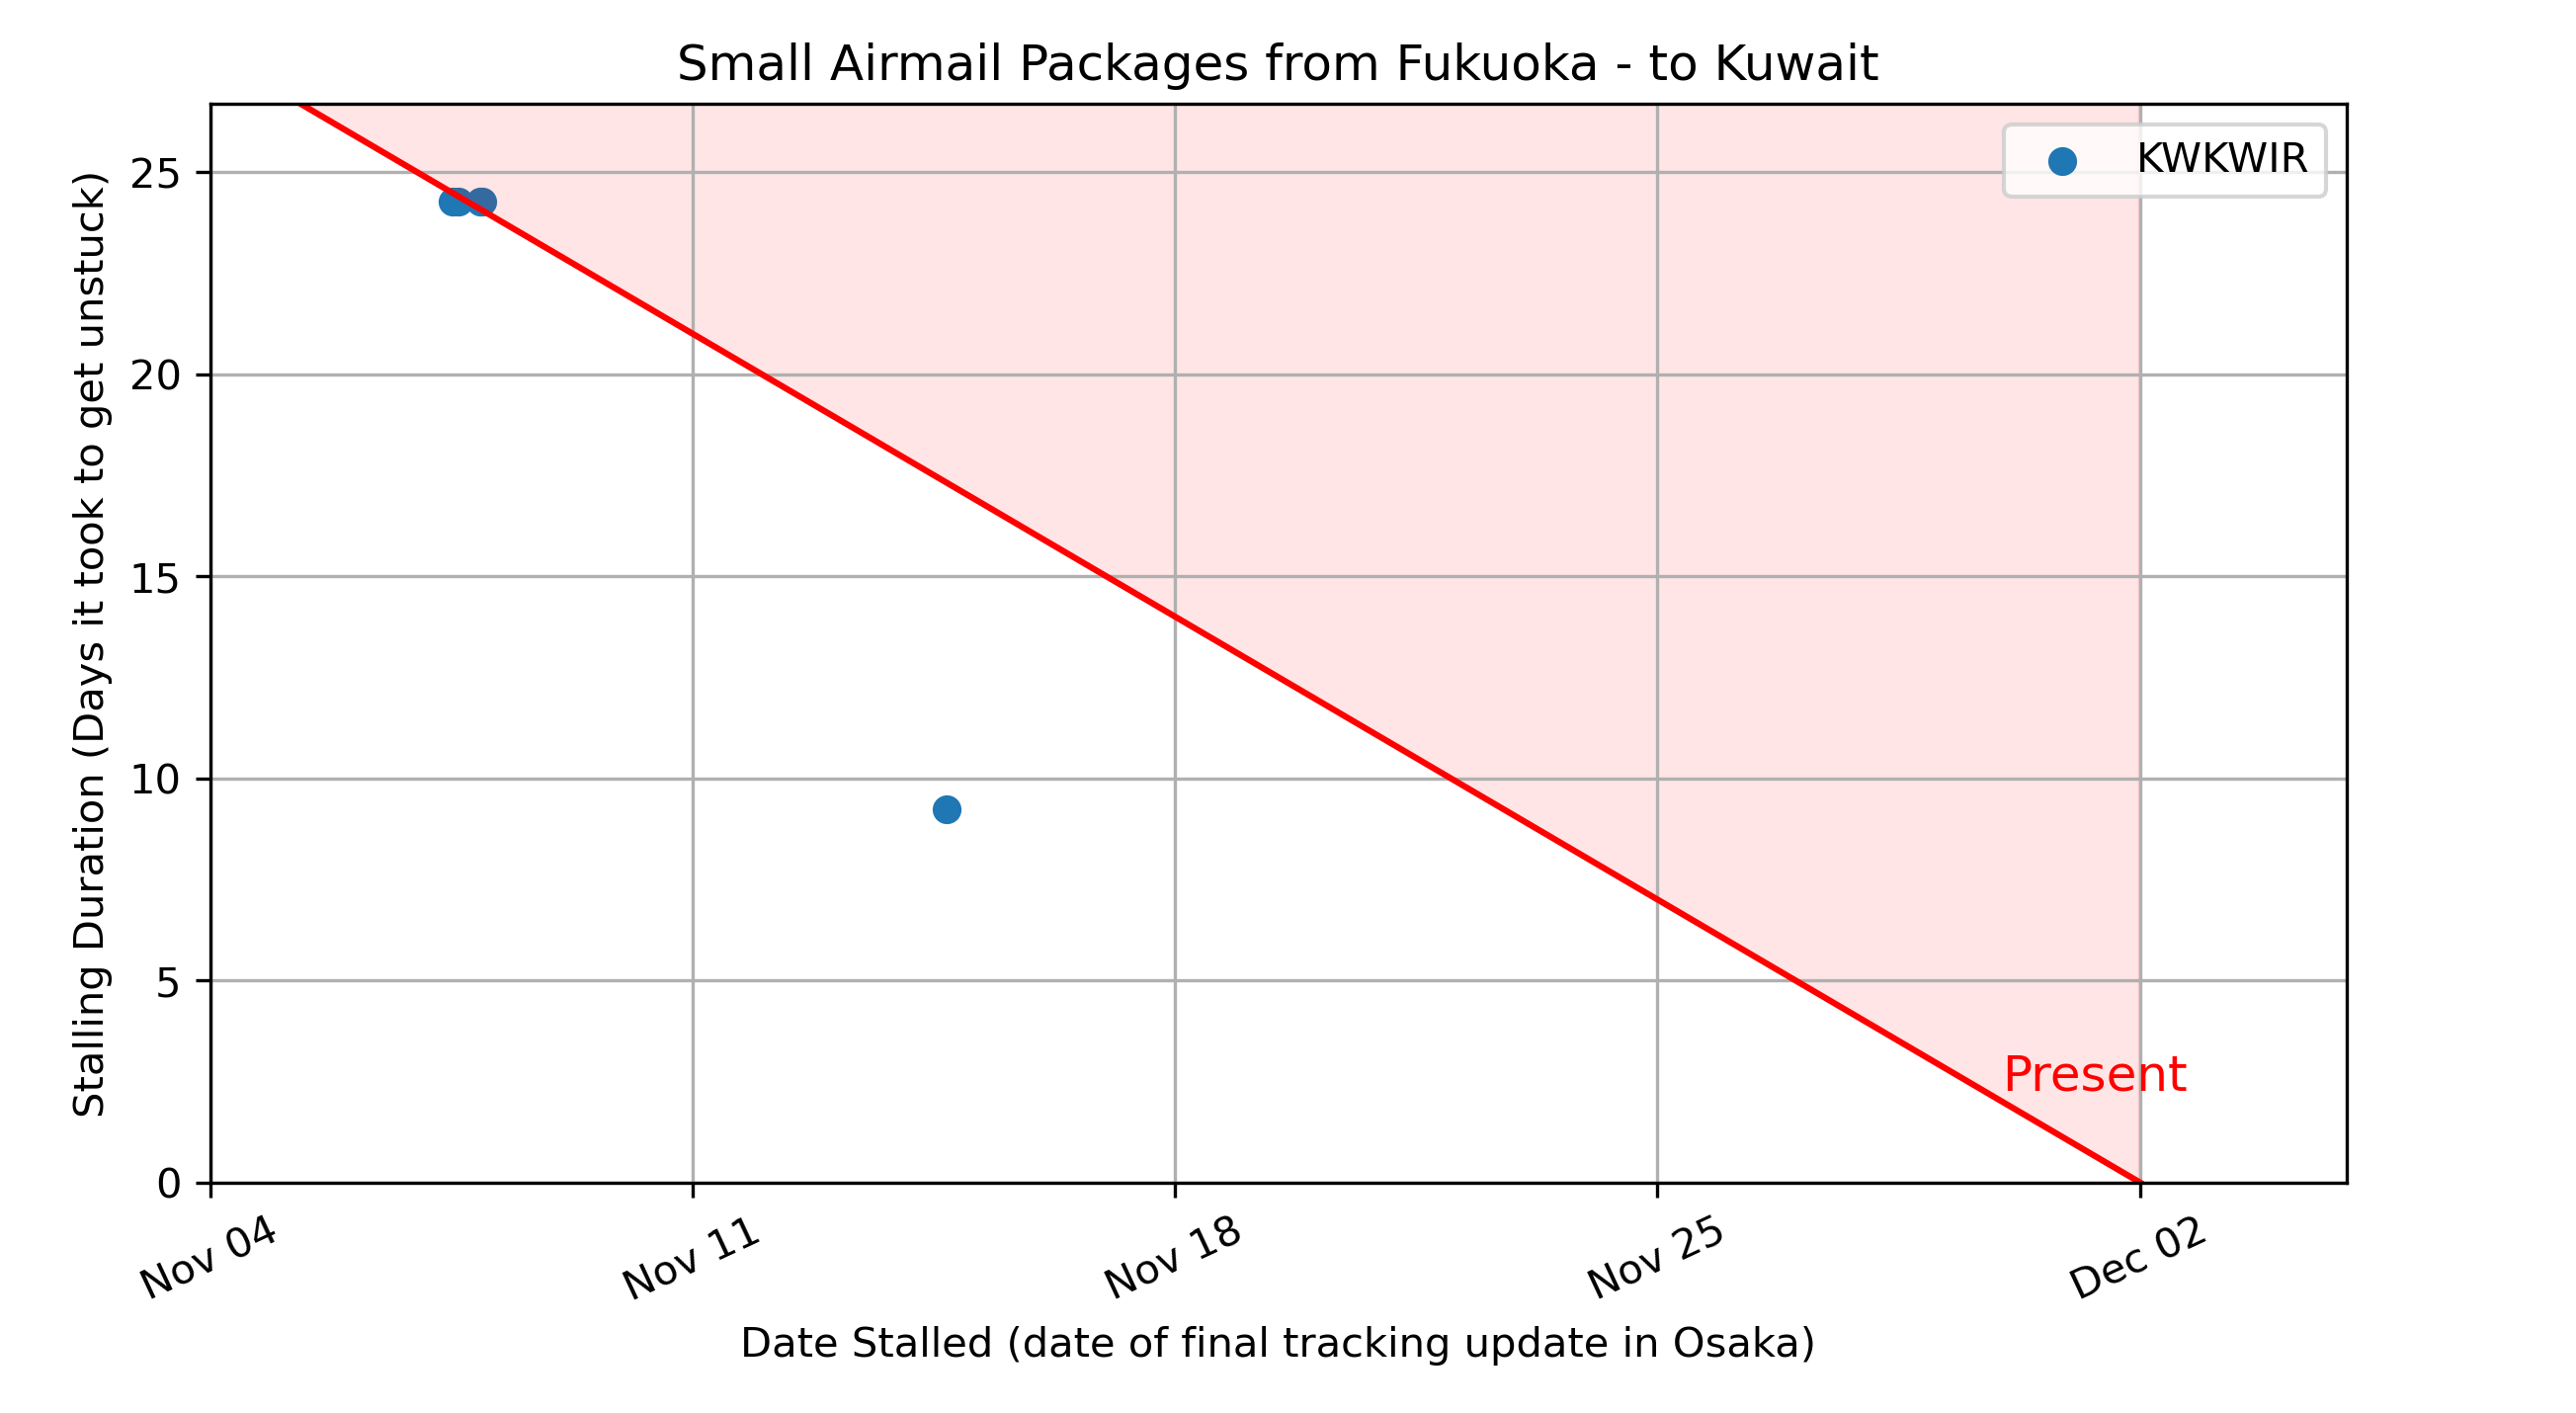 Small Airmail Packages from Fukuoka - to Kuwait
KWKWIR
Stalling Duration (Days it took to get unstuck)
25
20
15
10
5
0
Present
Nov 04
Nov 11
Nov 18
Nov 25
Dec 02
Date Stalled (date of final tracking update in Osaka)